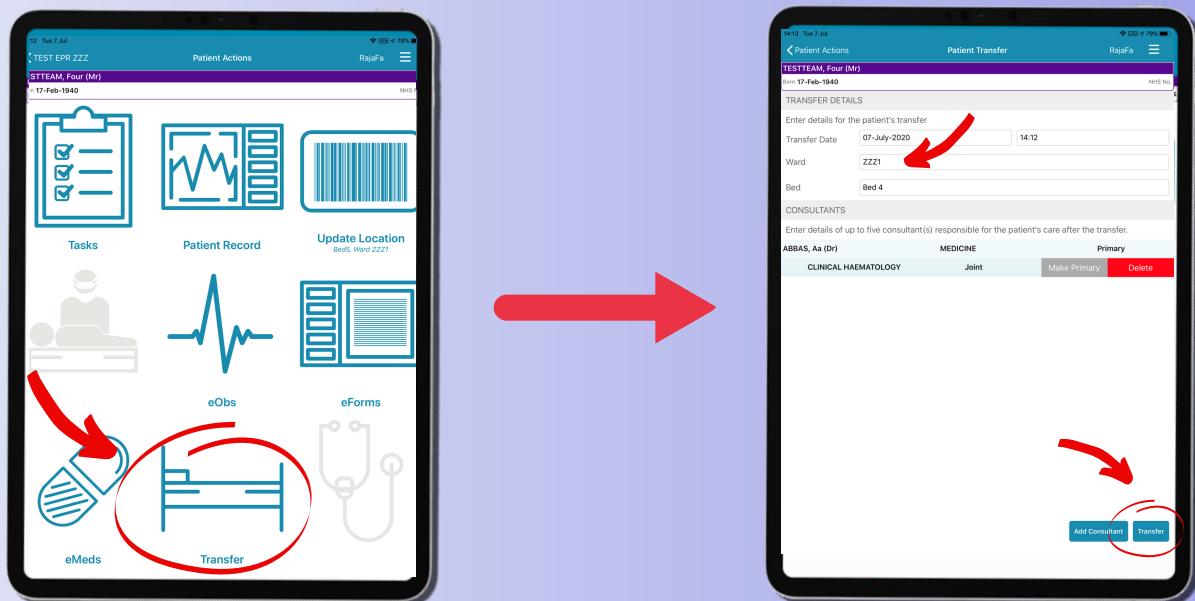 :12 Tue 7 Jul
79%
TEST EPR ZZZ
Patient Actions
RajaFa
ESTTEAM, Four (Mr)
n 17-Feb-1940
NHS
Tasks
Patient Record
Update Location
Bed5, Ward ZZZ1
eObs
eForms
eMeds
Transfer
14:13 Tue 7 Jul
79%
Patient Actions
Patient Transfer
RajaFa
TESTTEAM, Four (Mr)
Born 17-Feb-1940
NHS No.
TRANSFER DETAILS
Enter details for the patient's transfer
Transfer Date
07-July-2020
14:12
Ward
ZZZ1
Bed
Bed 4
CONSULTANTS
Enter details of up to five consultant(s) responsible for the patient's care after the transfer.
ABBAS, Aa (Dr) MEDICINE Primary
CLINICAL HAEMATOLOGY Joint Make Primary Delete
Add Consultant
Transfer